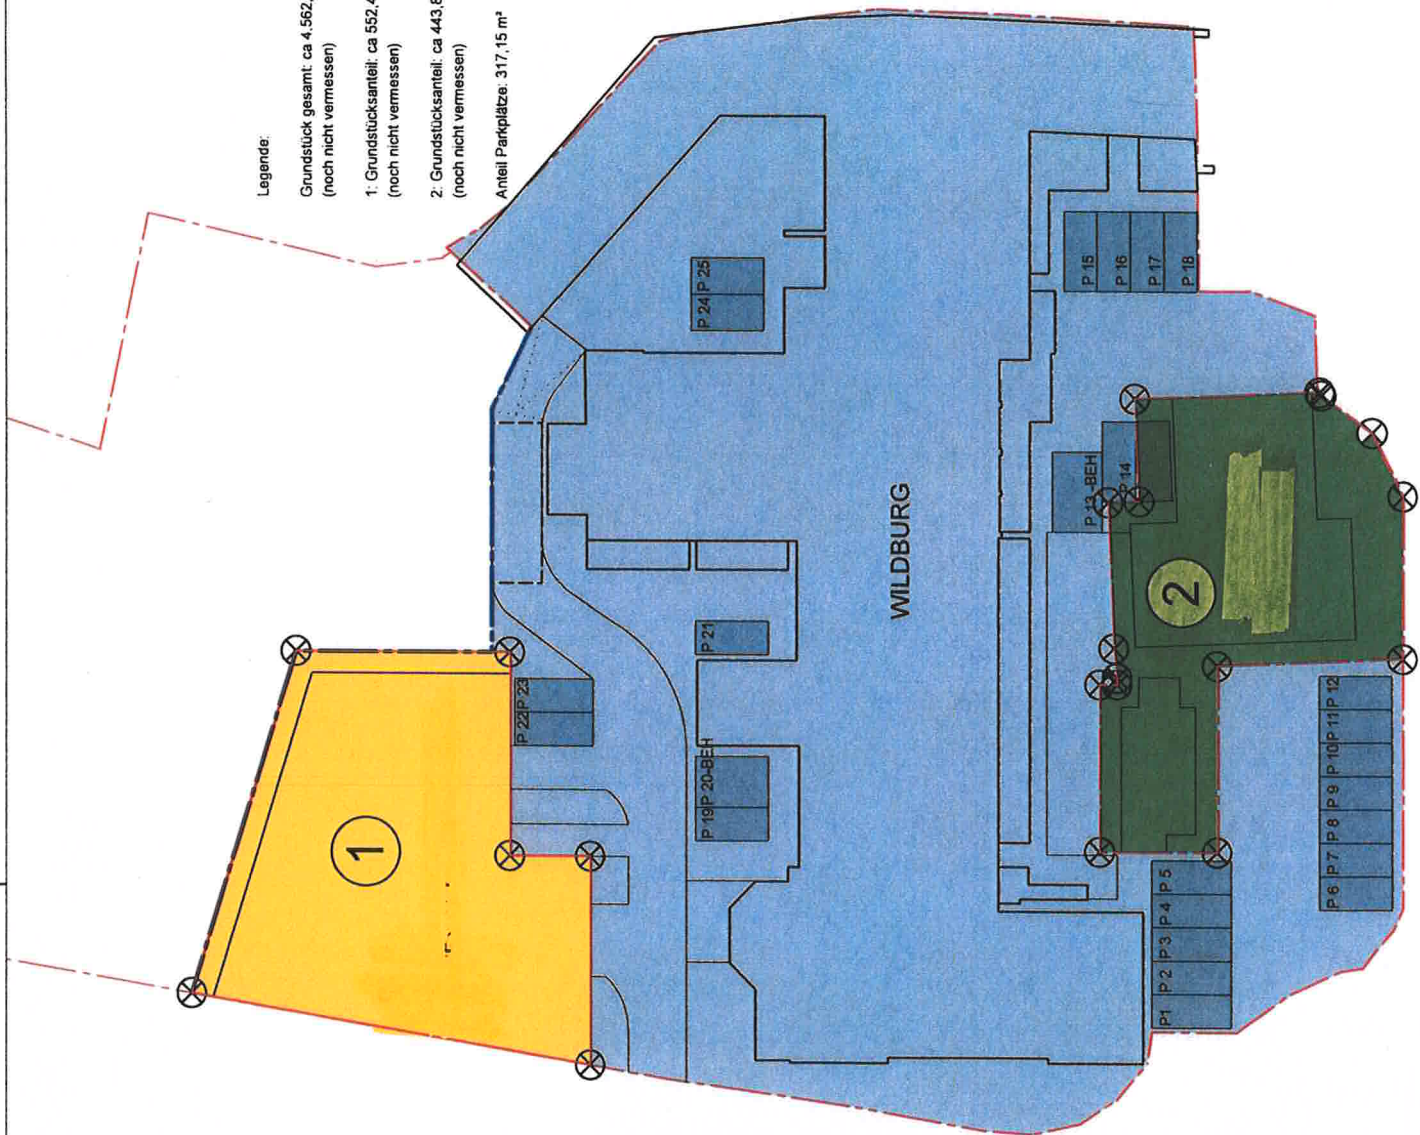 Legende:
Grundstück gesamt: ca 4.562,
(noch nicht vermessen)
1: Grundstücksanteil: ca 552,4
(noch nicht vermessen)
2: Grundstücksanteil: ca 443,8
(noch nicht vermessen)
Anteil Parkplätze: 317,15 m²
1
P 22 P 23
P 24 P 25
P 21
P 19 P 20-BEH
WILDBURG
P 15
P 16
P 17
P 18
P 13 -BEH
P 14
2
P1 P 2 P 3 P 4 P 5
P 6 P 7 P 8 P 9 P 10 P 11 P 12